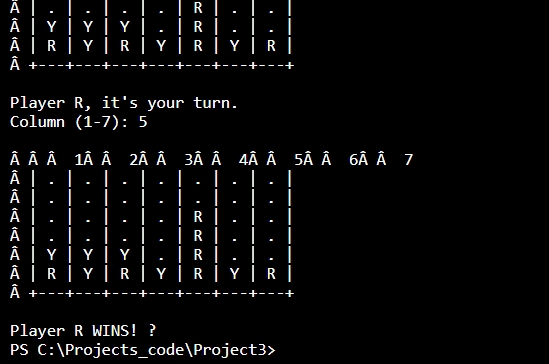 Â | . | . | . | . | R | . | . |
Â | Y | Y | Y | . | R | . | . |
Â | R | Y | R | Y | R | Y | R |
Â +---+---+---+---+---+---+---+
Player R, it's your turn.
Column (1-7): 5
Â Â Â  1Â Â  2Â Â  3Â Â  4Â Â  5Â Â  6Â Â  7
Â | . | . | . | . | . | . | . |
Â | . | . | . | . | . | . | . |
Â | . | . | . | . | R | . | . |
Â | . | . | . | . | R | . | . |
Â | Y | Y | Y | . | R | . | . |
Â | R | Y | R | Y | R | Y | R |
Â +---+---+---+---+---+---+---+
Player R WINS! ?
PS C:\Projects_code\Project3>